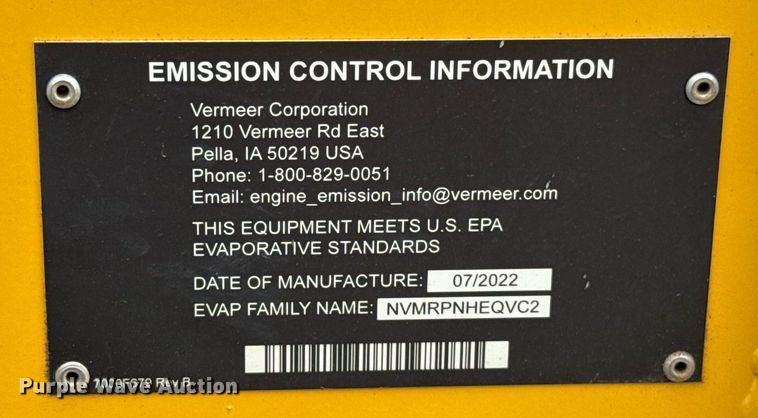 EMISSION CONTROL INFORMATION
Vermeer Corporation
1210 Vermeer Rd East
Pella, IA 50219 USA
Phone: 1-800-829-0051
Email: engine_emission_info@vermeer.com
THIS EQUIPMENT MEETS U.S. EPA
EVAPORATIVE STANDARDS
DATE OF MANUFACTURE: 07/2022
EVAP FAMILY NAME: NVMRPNHEQVC2
Rev B
Purple Wave Auction